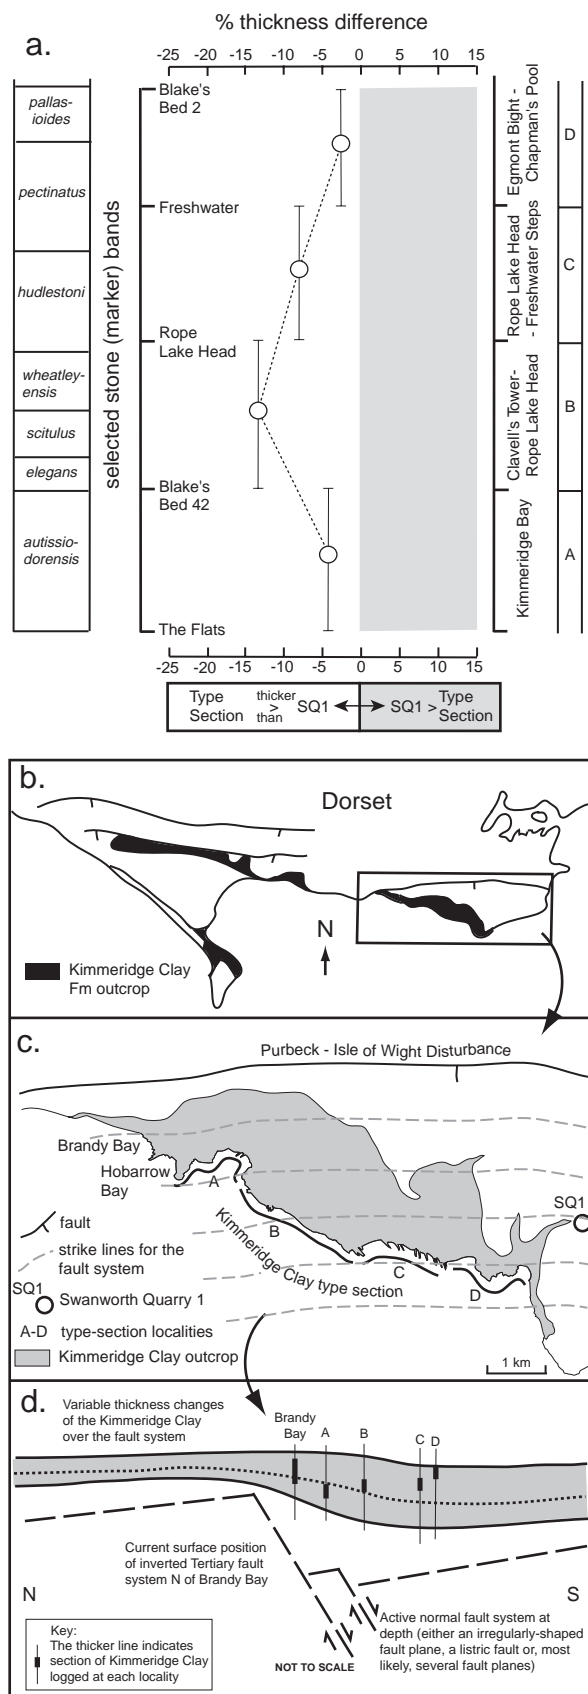 % thickness difference
a.
-25 -20 -15 -10 -5 0 5 10 15
pallas-
ioides
pectinatus
hudlestoni
wheatley-
ensis
scitulus
elegans
autissio-
dorensis
selected stone (marker) bands
Blake's
Bed 2
Freshwater
Rope
Lake Head
Blake's
Bed 42
The Flats
Egmont Bight -
Chapman's Pool
Rope Lake Head
- Freshwater Steps
Clavell's Tower-
Rope Lake Head
Kimmeridge Bay
D
C
B
A
-25 -20 -15 -10 -5 0 5 10 15
Type
Section
thicker
>
than
SQ1
SQ1 >
Type
Section
b.
Dorset
N
Kimmeridge Clay
Fm outcrop
c.
Purbeck - Isle of Wight Disturbance
Brandy Bay
Hobarrow
Bay
A
B
C
D
SQ1
Kimmeridge Clay type section
fault
strike lines for the
fault system
SQ1
Swanworth Quarry 1
A-D type-section localities
Kimmeridge Clay outcrop
1 km
d.
Variable thickness changes
of the Kimmeridge Clay
over the fault system
Brandy
Bay
A
B
C
D
Current surface position
of inverted Tertiary fault
system N of Brandy Bay
N
S
Key:
The thicker line indicates
section of Kimmeridge Clay
logged at each locality
NOT TO SCALE
Active normal fault system at
depth (either an irregularly-shaped
fault plane, a listric fault or, most
likely, several fault planes)